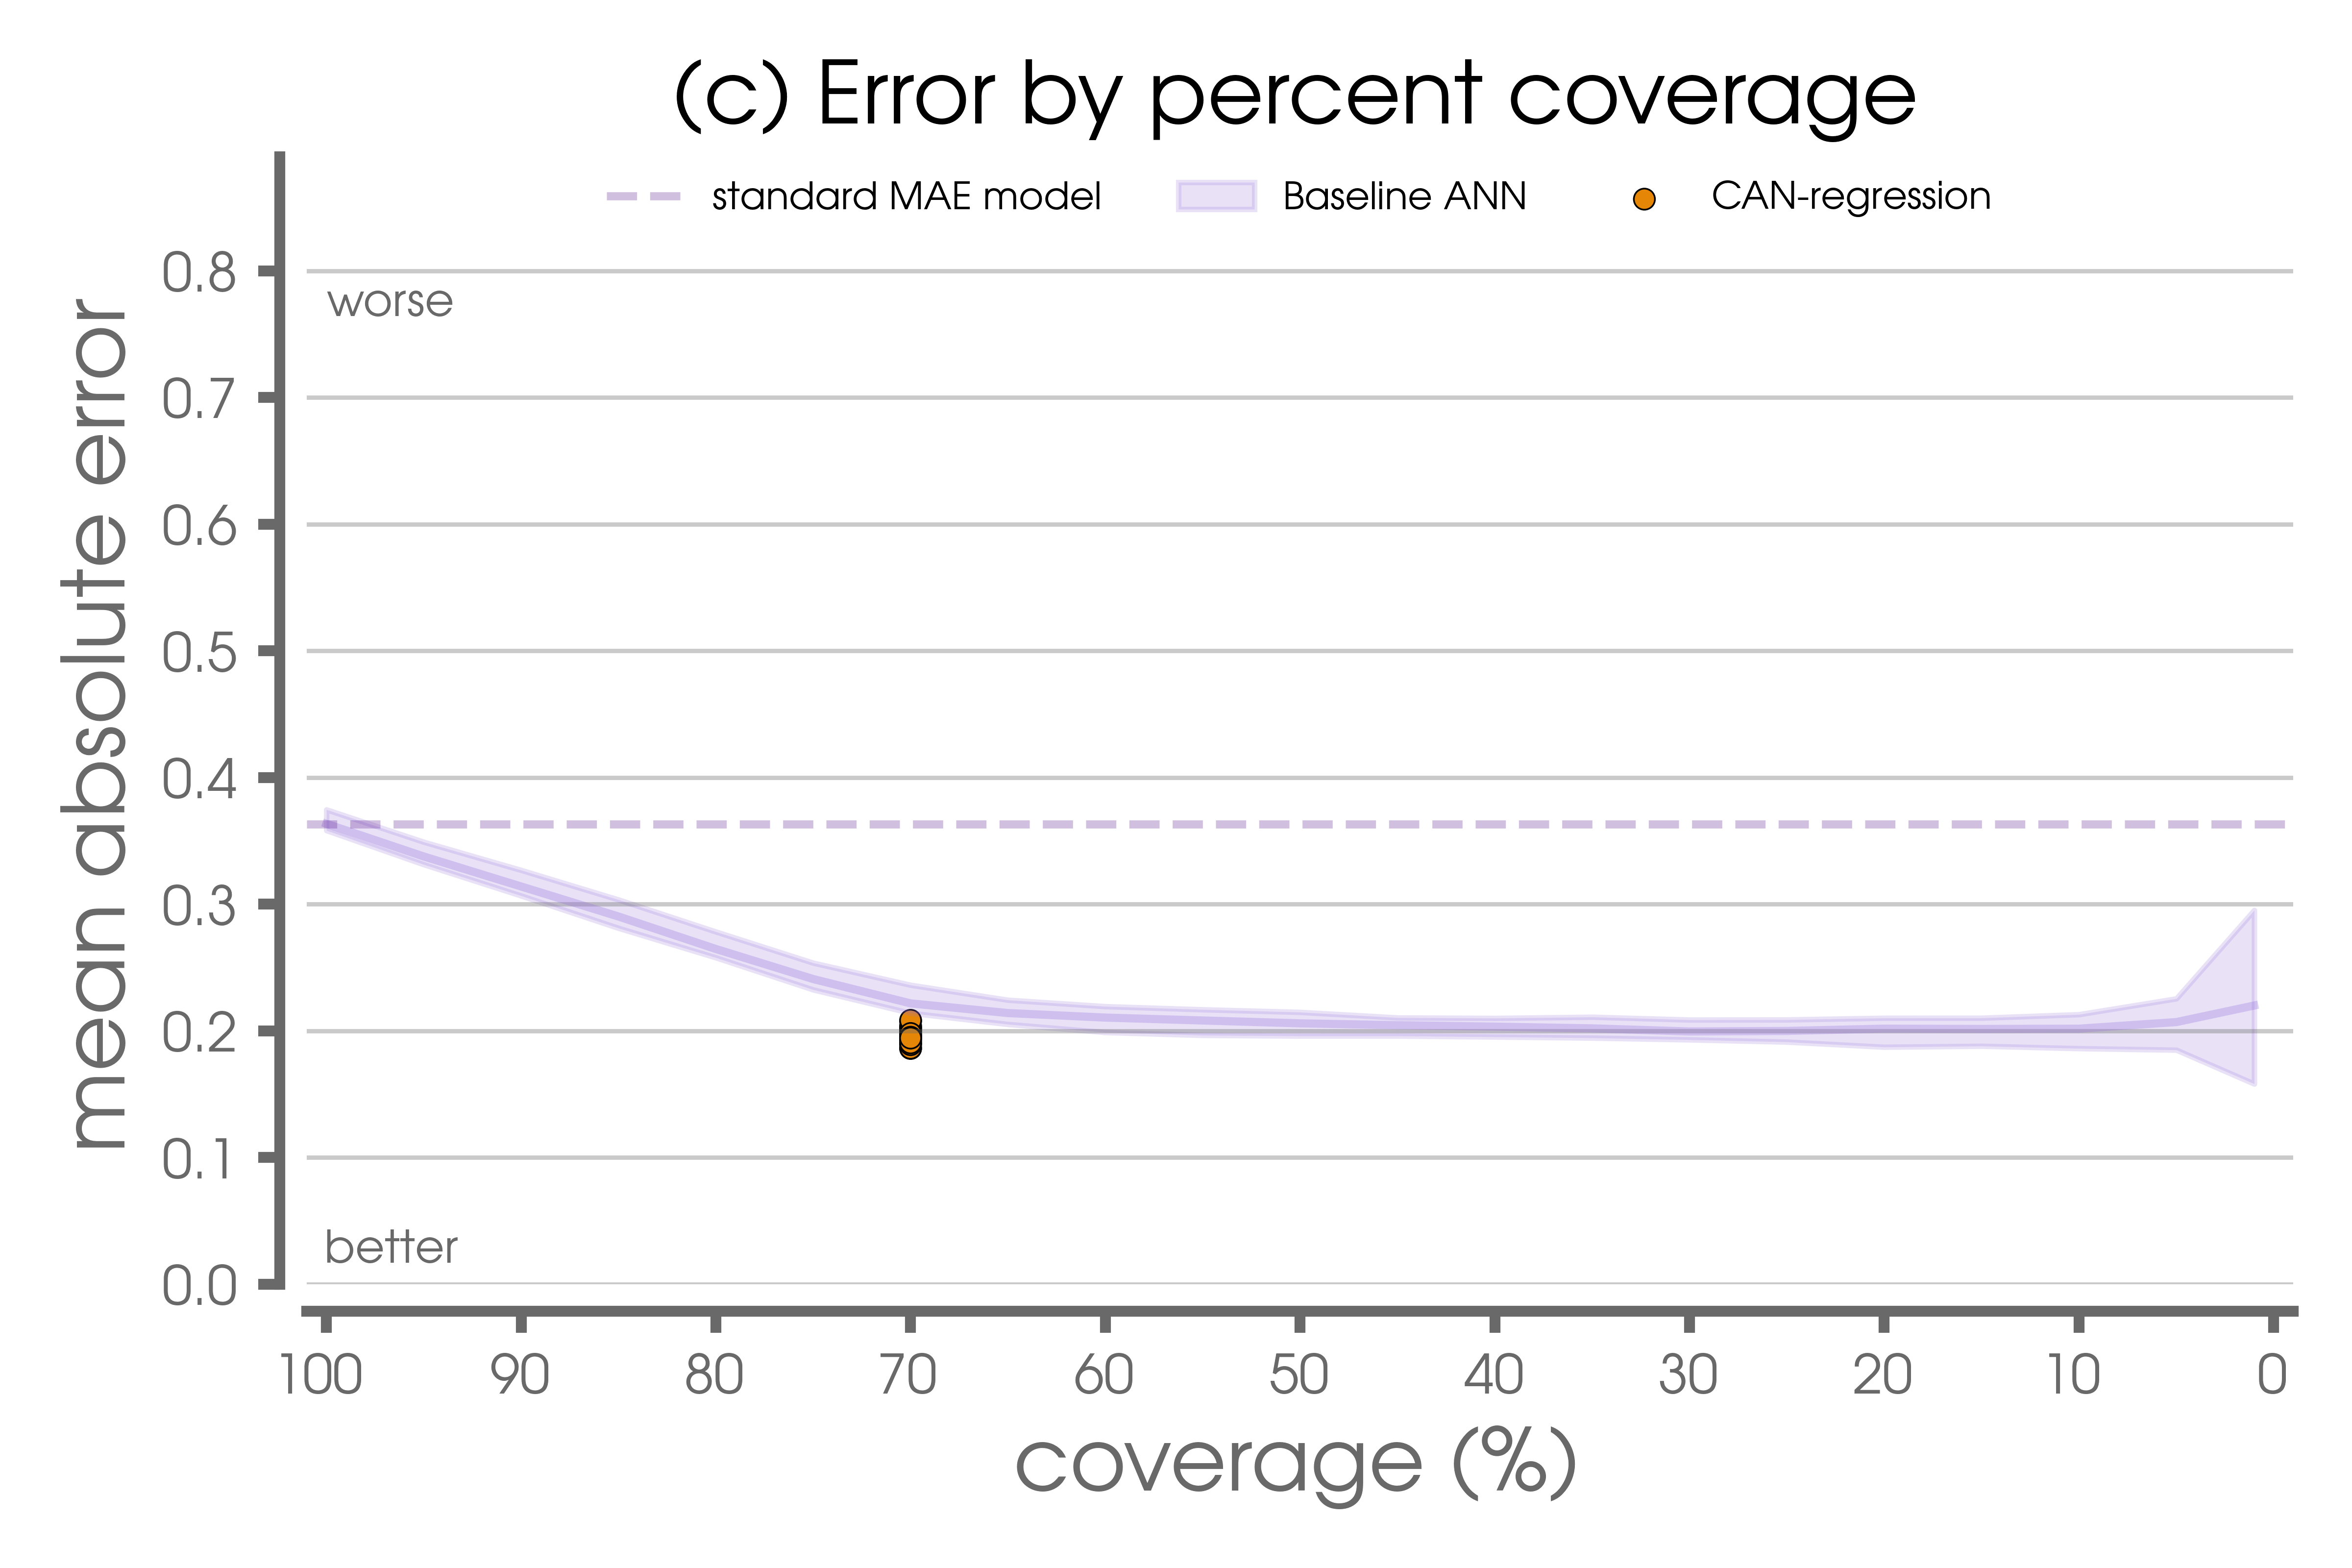 (c) Error by percent coverage
standard MAE model
Baseline ANN
CAN-regression
mean absolute error
0.8
worse
0.7
0.6
0.5
0.4
0.3
0.2
0.1
better
0.0
100 90 80 70 60 50 40 30 20 10 0
coverage (%)